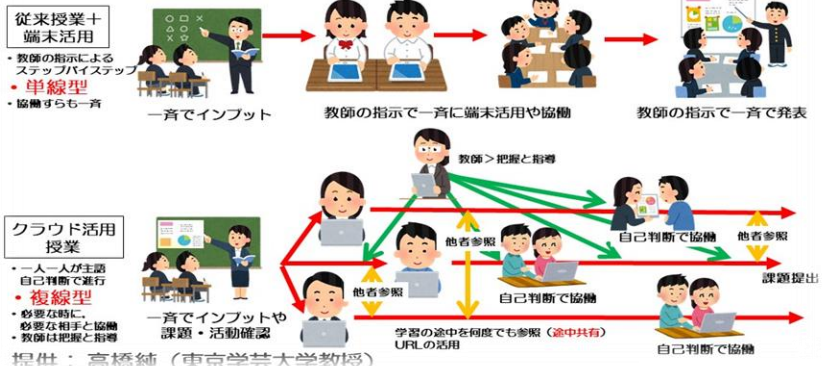 従来授業＋
端末活用
・教師の指示による
ステップバイステップ
・単線型
・協働すらも一斉
一斉でインプット
教師の指示で一斉に端末活用や協働
教師の指示で一斉で発表
教師＞把握と指導
クラウド活用
授業
・一人一人が主語
自己判断で進行
・複線型
・必要な時に、
必要な相手と協働
・教師は把握と指導
一斉でインプットや
課題・活動確認
他者参照
他者参照
自己判断で協働
自己判断で協働
他者参照
課題提出
学習の途中を何度でも参照（途中共有）
URLの活用
自己判断で協働
提供：高橋純（東京学芸大学教授）